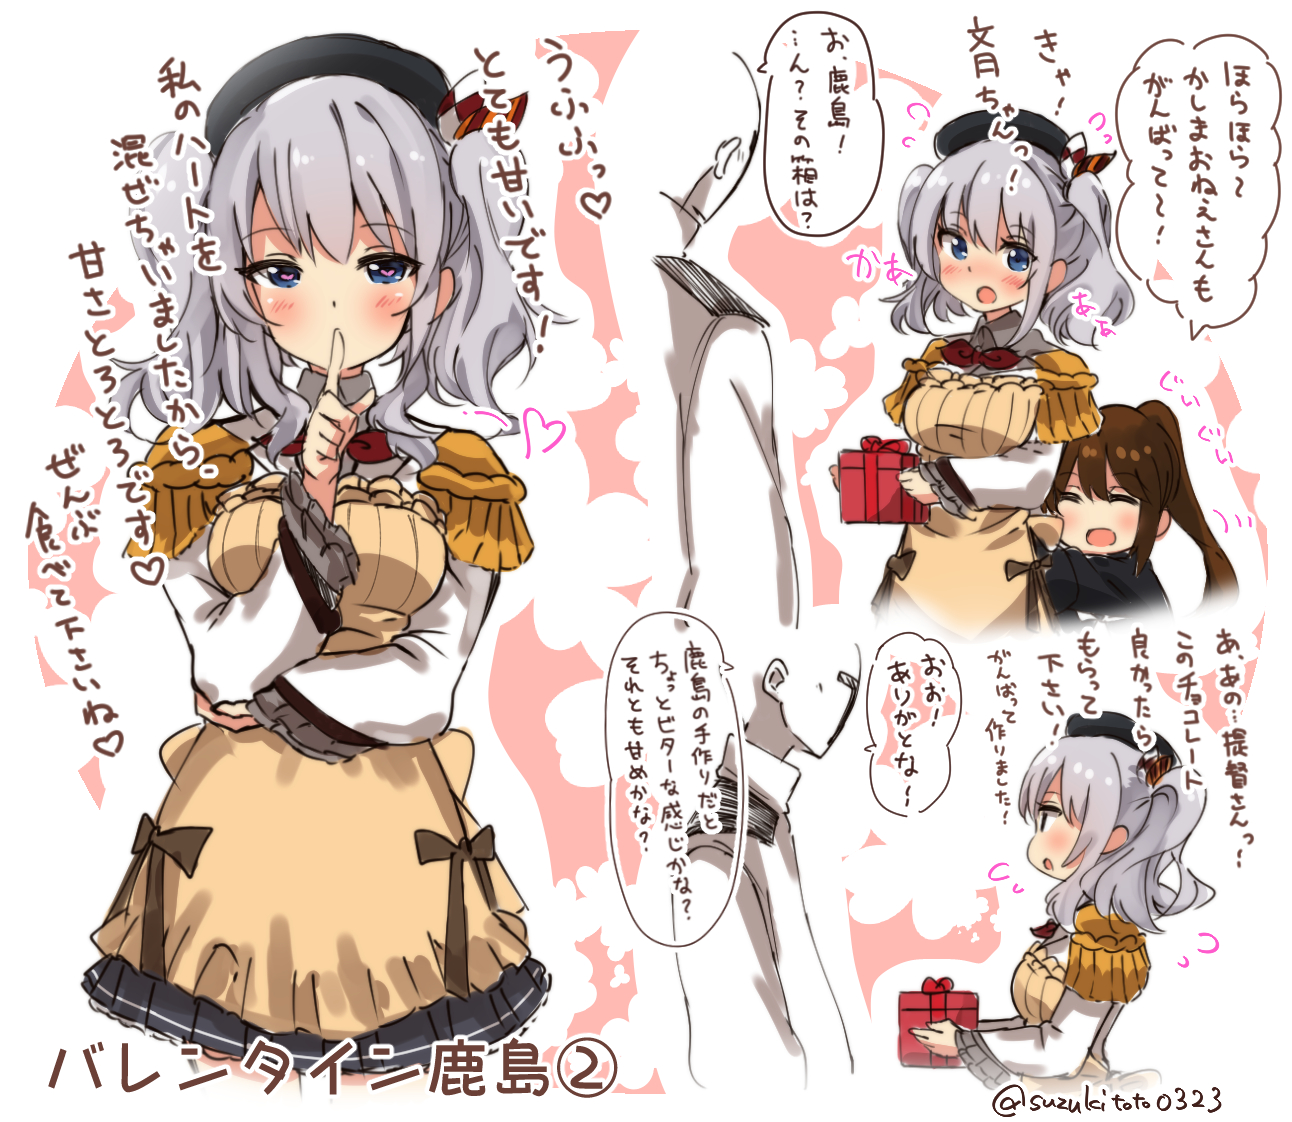 ほらほら〜
かしまおねぇさんも
がんばって〜〜!
きゃ!
文月ちゃんっ!
お、鹿島!
…ん?その箱は?
かぁ
あぁ
ぐいぐい
あ、あの…提督さんっ〜
このチョコレート
良かったら
もらって
下さい!
がんばって作りました!
おお!
ありがとな〜
鹿島の手作りだと
ちょっとビターな感じかな?
それとも甘めかな?
うふふっ♡
とても甘いです!
私のハートを
混ぜちゃいましたから、
甘さとろとろです♡
ぜんぶ
食べて下さいね♡
バレンタイン鹿島②
@suzukitoto0323